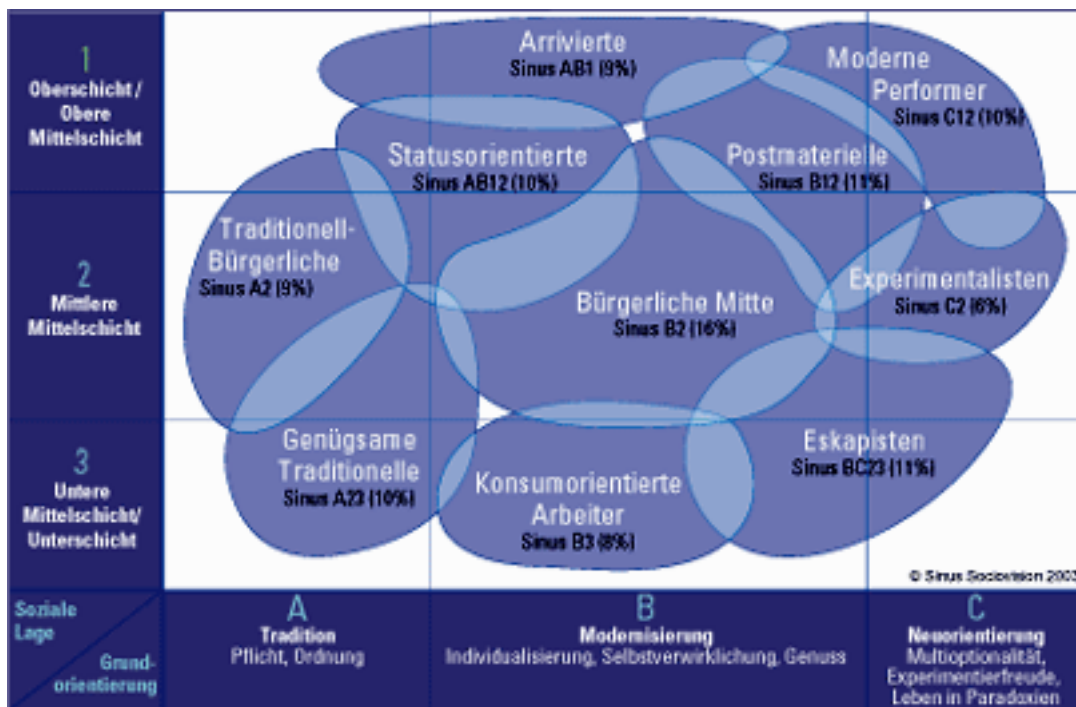 1
Oberschicht /
Obere
Mittelschicht
Arrivierte
Sinus AB1 (9%)
Moderne
Performer
Sinus C12 (10%)
Statusorientierte
Sinus AB12 (10%)
Postmaterielle
Sinus B12 (11%)
2
Mittlere
Mittelschicht
Traditionell-
Bürgerliche
Sinus A2 (9%)
Bürgerliche Mitte
Sinus B2 (16%)
Experimentalisten
Sinus C2 (6%)
3
Untere
Mittelschicht/
Unterschicht
Genügsame
Traditionelle
Sinus A23 (10%)
Konsumorientierte
Arbeiter
Sinus B3 (8%)
Eskapisten
Sinus BC23 (11%)
© Sinus Sociovision 2003
Soziale
Lage
Grund-
orientierung
A
Tradition
Pflicht, Ordnung
B
Modernisierung
Individualisierung, Selbstverwirklichung, Genuss
C
Neuorientierung
Multioptionalität,
Experimentierfreude,
Leben in Paradoxien